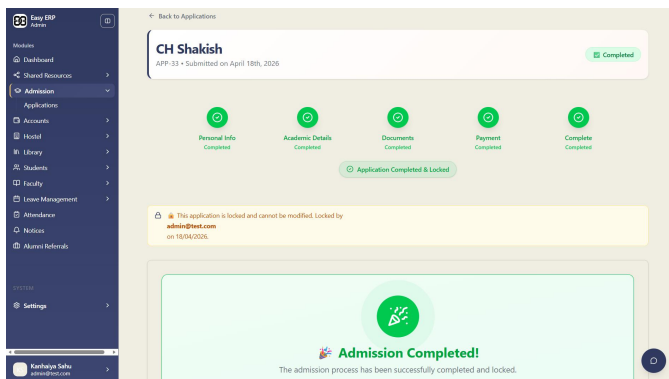 Easy ERP
Admin
Modules
Dashboard
Shared Resources
Admission
Applications
Accounts
Hostel
Library
Students
Faculty
Leave Management
Attendance
Notices
Alumni Referrals
SYSTEM
Settings
Kanhaiya Sahu
admin@test.com
← Back to Applications
CH Shakish
APP-33 • Submitted on April 18th, 2026
Completed
Personal Info Academic Details Documents Payment Complete
Completed Completed Completed Completed Completed
Application Completed & Locked
This application is locked and cannot be modified. Locked by
admin@test.com
on 18/04/2026.
Admission Completed!
The admission process has been successfully completed and locked.